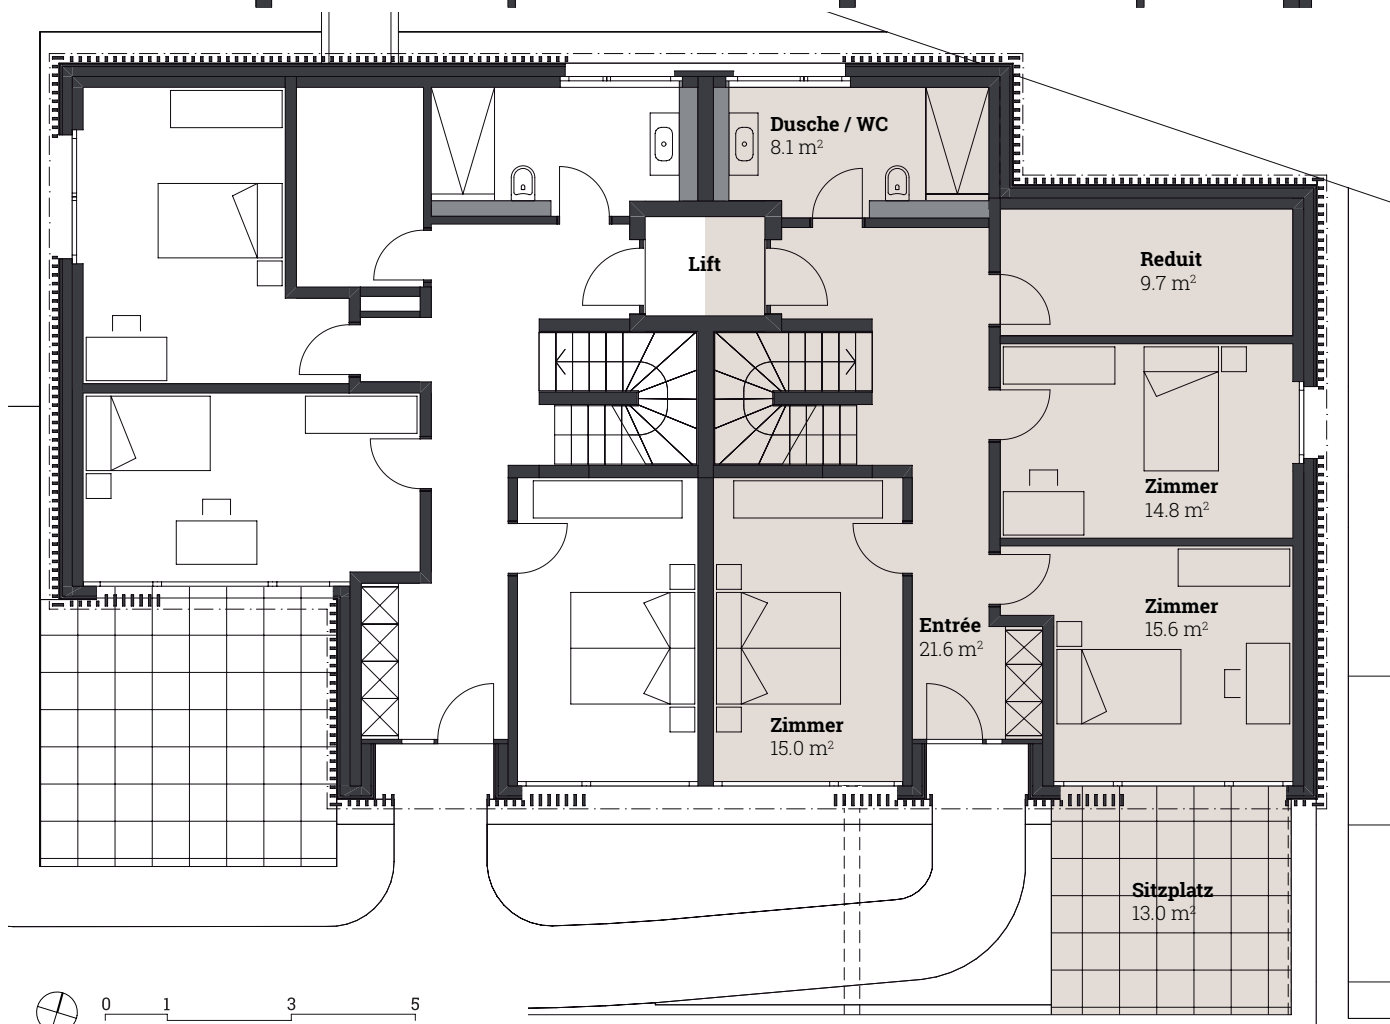 Dusche / WC
8.1 m²
Lift
Reduit
9.7 m²
Zimmer
14.8 m²
Zimmer
15.6 m²
Entrée
21.6 m²
Zimmer
15.0 m²
Sitzplatz
13.0 m²
0 1 3 5